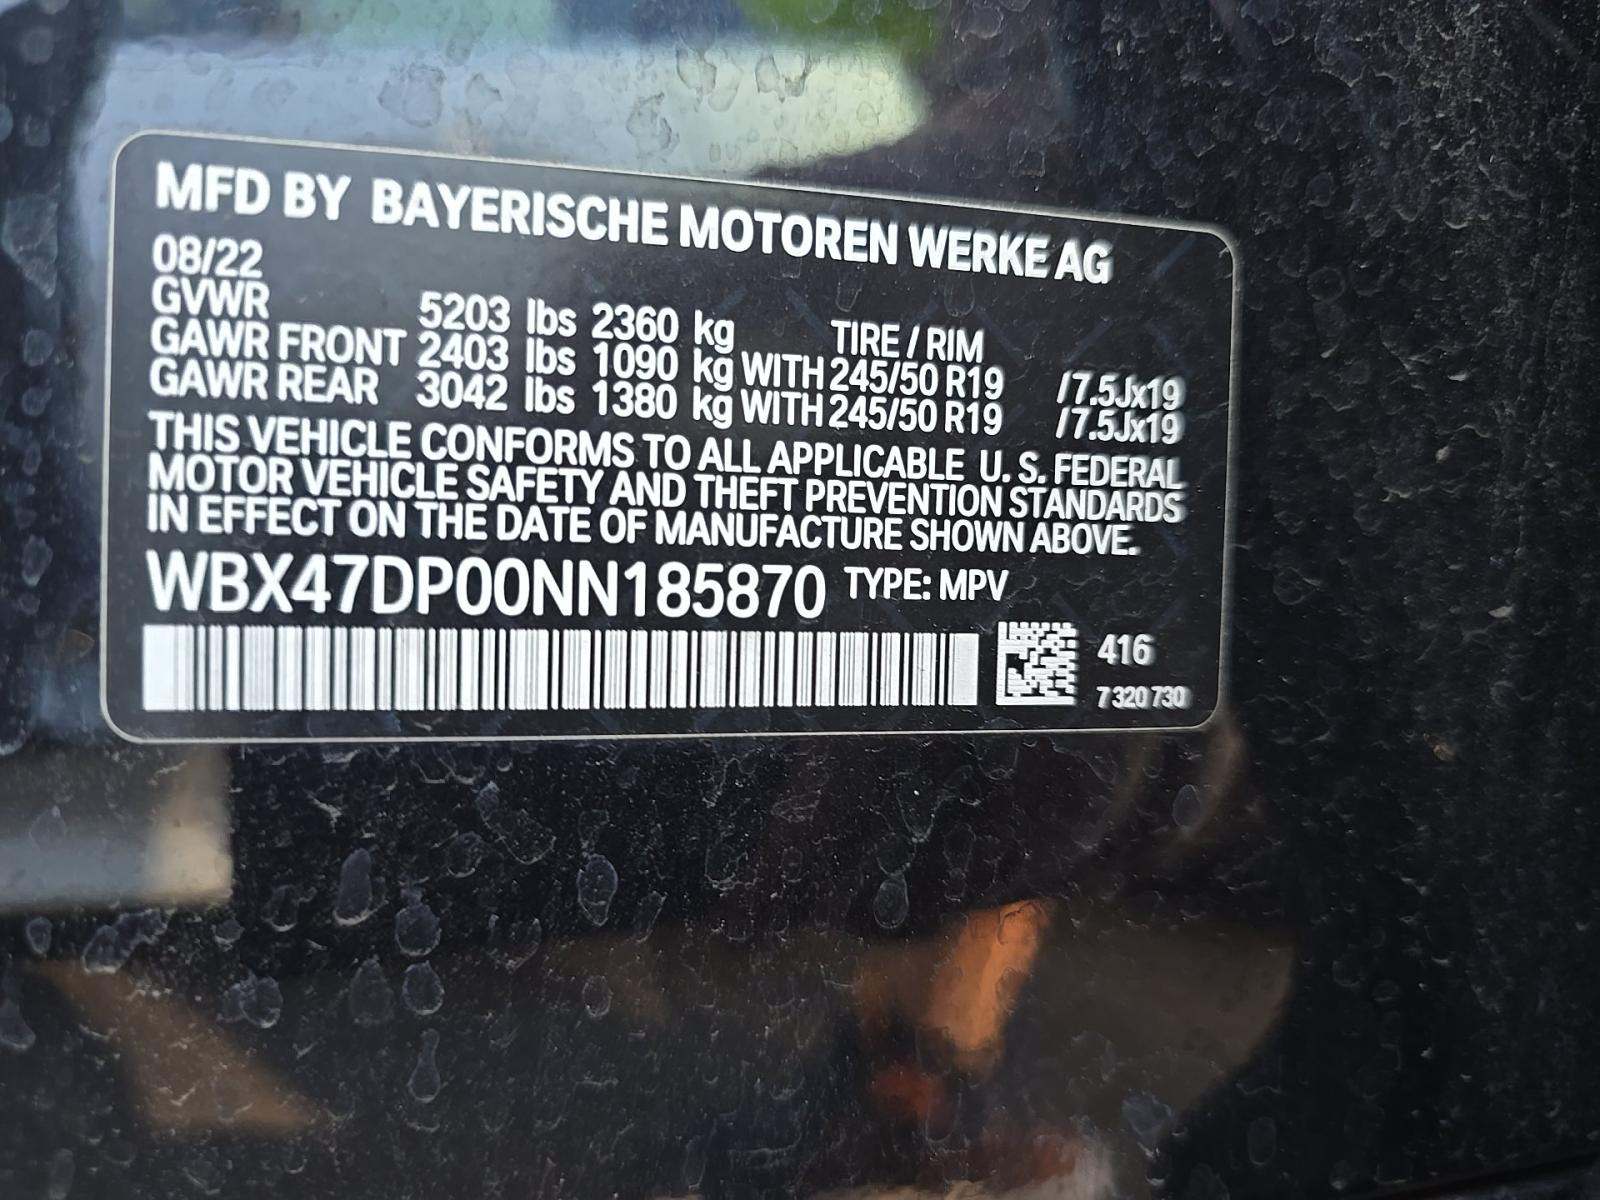 MFD BY BAYERISCHE MOTOREN WERKE AG
08/22
GVWR 5203 lbs 2360 kg TIRE / RIM
GAWR FRONT 2403 lbs 1090 kg WITH 245/50 R19 /7.5Jx19
GAWR REAR 3042 lbs 1380 kg WITH 245/50 R19 /7.5Jx19
THIS VEHICLE CONFORMS TO ALL APPLICABLE U. S. FEDERAL
MOTOR VEHICLE SAFETY AND THEFT PREVENTION STANDARDS
IN EFFECT ON THE DATE OF MANUFACTURE SHOWN ABOVE.
WBX47DP00NN185870 TYPE: MPV
416
7 320 730